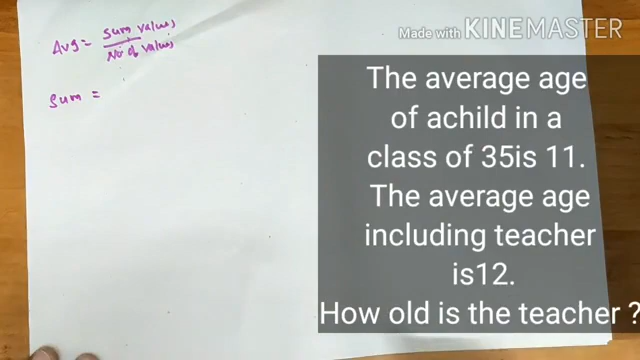 Avg = Sum values
No of values
Sum =
Made with KINEMASTER
The average age
of achild in a
class of 35is 11.
The average age
including teacher
is12.
How old is the teacher ?